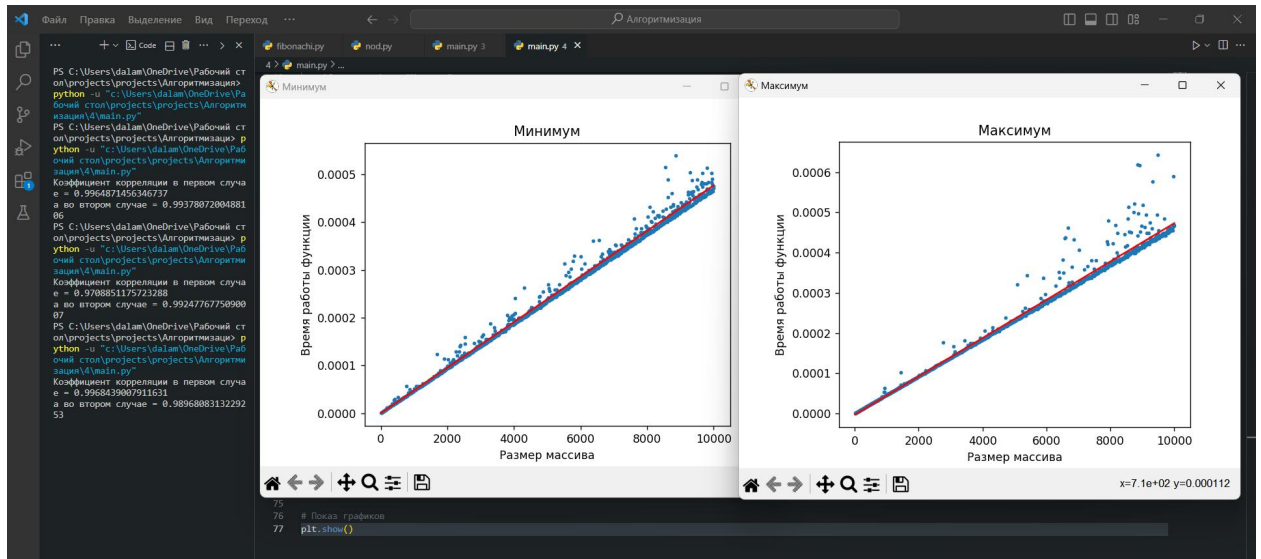 Файл Правка Выделение Вид Переход ···
Алгоритмизация
··· Code
fibonachi.py nod.py main.py 3 main.py 4
4 > main.py > ...
PS C:\Users\dalam\OneDrive\Рабочий ст
ол\projects\projects\Алгоритмизация>
python -u "c:\Users\dalam\OneDrive\Ра
бочий стол\projects\projects\Алгоритм
изация\4\main.py"
PS C:\Users\dalam\OneDrive\Рабочий ст
ол\projects\projects\Алгоритмизаци> p
ython -u "c:\Users\dalam\OneDrive\Раб
очий стол\projects\projects\Алгоритми
зация\4\main.py"
Коэффициент корреляции в первом случа
е = 0.9964871456346737
а во втором случае = 0.99378072004881
06
PS C:\Users\dalam\OneDrive\Рабочий ст
ол\projects\projects\Алгоритмизаци> p
ython -u "c:\Users\dalam\OneDrive\Раб
очий стол\projects\projects\Алгоритми
зация\4\main.py"
Коэффициент корреляции в первом случа
е = 0.9708851175723288
а во втором случае = 0.99247767750900
07
PS C:\Users\dalam\OneDrive\Рабочий ст
ол\projects\projects\Алгоритмизаци> p
ython -u "c:\Users\dalam\OneDrive\Раб
очий стол\projects\projects\Алгоритми
зация\4\main.py"
Коэффициент корреляции в первом случа
е = 0.9968439007911631
а во втором случае = 0.98968083132292
53
1
Минимум
Минимум
0.0005
0.0004
0.0003
0.0002
0.0001
0.0000
Время работы функции
0 2000 4000 6000 8000 10000
Размер массива
Максимум
Максимум
0.0006
0.0005
0.0004
0.0003
0.0002
0.0001
0.0000
Время работы функции
0 2000 4000 6000 8000 10000
Размер массива
x=7.1e+02 y=0.000112
75
76 # Показ графиков
77 plt.show()